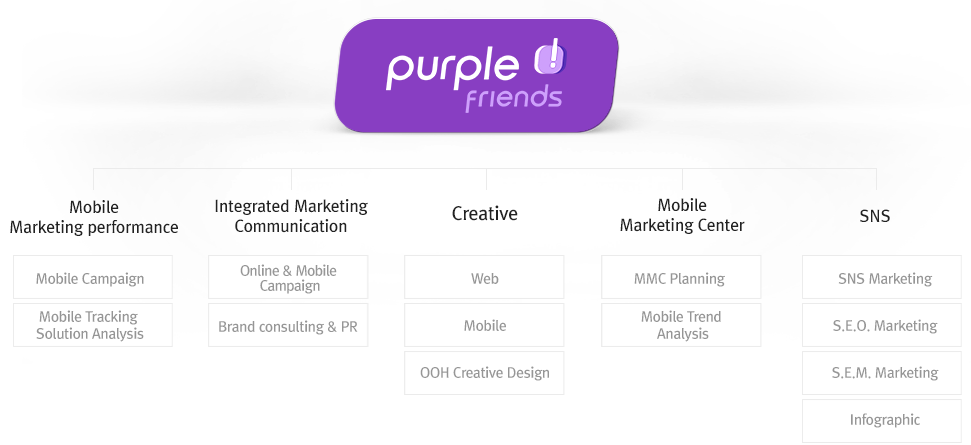 purple
friends
Mobile
Marketing performance
Mobile Campaign
Mobile Tracking
Solution Analysis
Integrated Marketing
Communication
Online & Mobile
Campaign
Brand consulting & PR
Creative
Web
Mobile
OOH Creative Design
Mobile
Marketing Center
MMC Planning
Mobile Trend
Analysis
SNS
SNS Marketing
S.E.O. Marketing
S.E.M. Marketing
Infographic